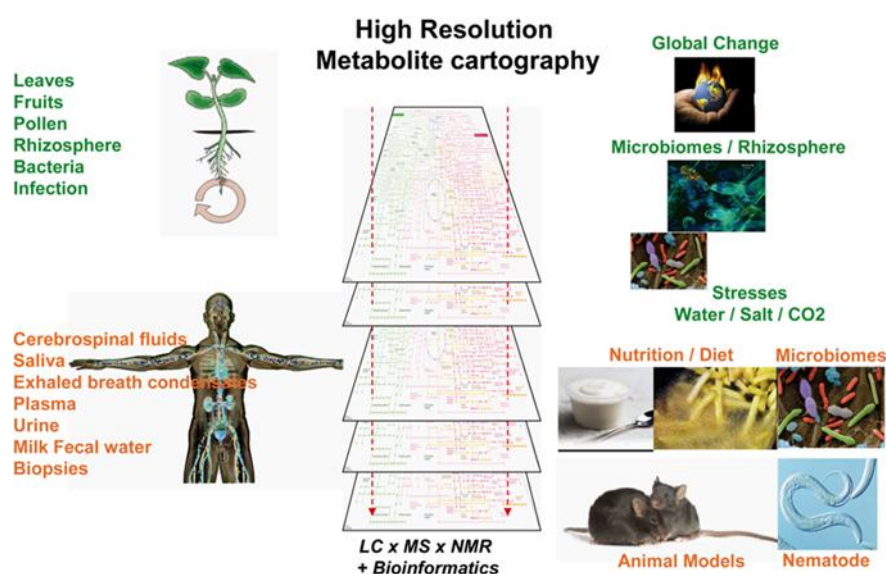 High Resolution
Metabolite cartography
Leaves
Fruits
Pollen
Rhizosphere
Bacteria
Infection
Global Change
Microbiomes / Rhizosphere
Stresses
Water / Salt / CO2
Cerebrospinal fluids
Saliva
Exhaled breath condensates
Plasma
Urine
Milk Fecal water
Biopsies
Nutrition / Diet
Microbiomes
Animal Models
Nematode
LC x MS x NMR
+ Bioinformatics